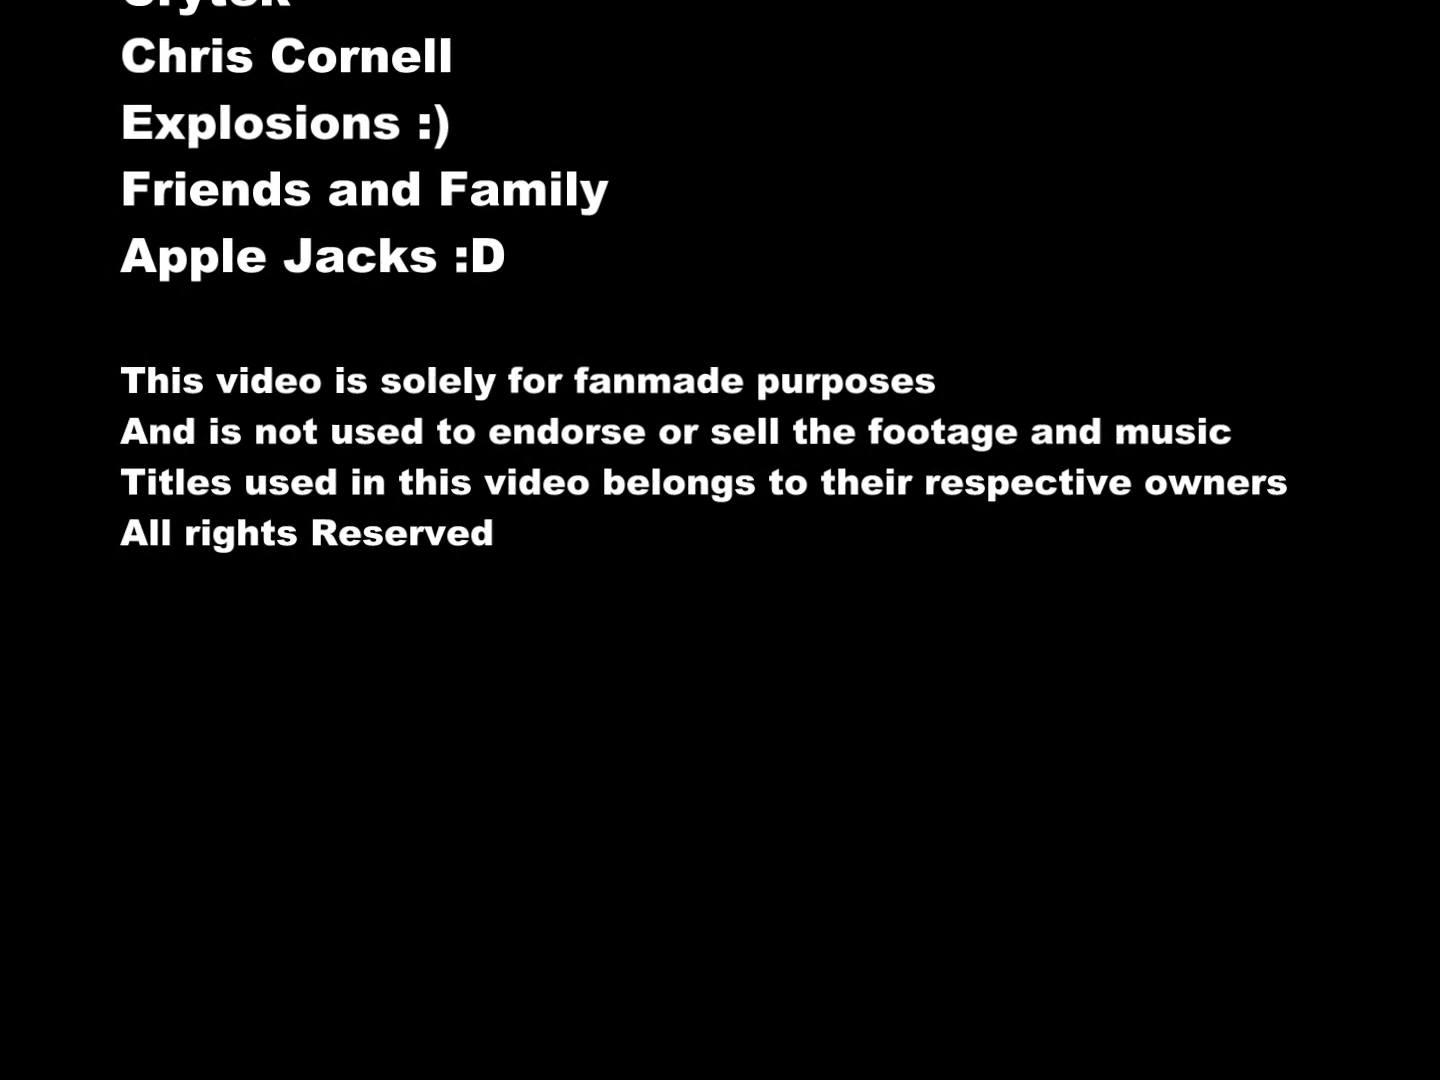 Crytek
Chris Cornell
Explosions :)
Friends and Family
Apple Jacks :D
This video is solely for fanmade purposes
And is not used to endorse or sell the footage and music
Titles used in this video belongs to their respective owners
All rights Reserved